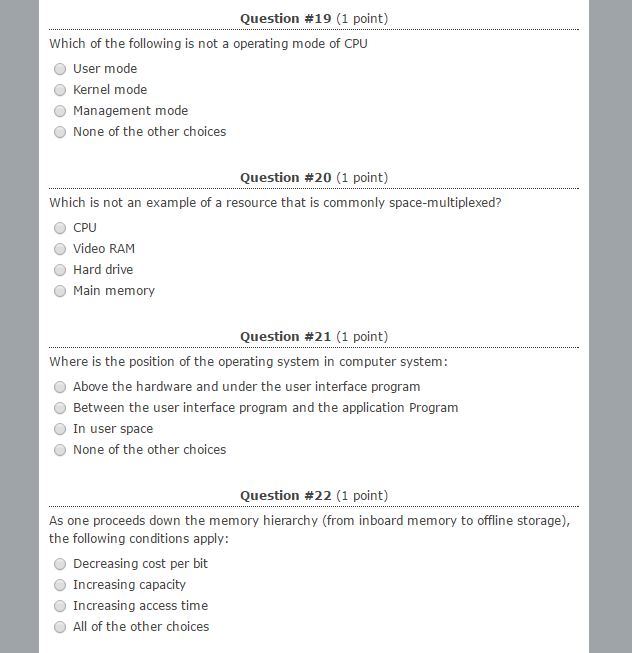 Question #19 (1 point)
Which of the following is not a operating mode of CPU
User mode
Kernel mode
Management mode
None of the other choices
Question #20 (1 point)
Which is not an example of a resource that is commonly space-multiplexed?
CPU
Video RAM
Hard drive
Main memory
Question #21 (1 point)
Where is the position of the operating system in computer system:
Above the hardware and under the user interface program
Between the user interface program and the application Program
In user space
None of the other choices
Question #22 (1 point)
As one proceeds down the memory hierarchy (from inboard memory to offline storage),
the following conditions apply:
Decreasing cost per bit
Increasing capacity
Increasing access time
All of the other choices